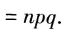 = npq.